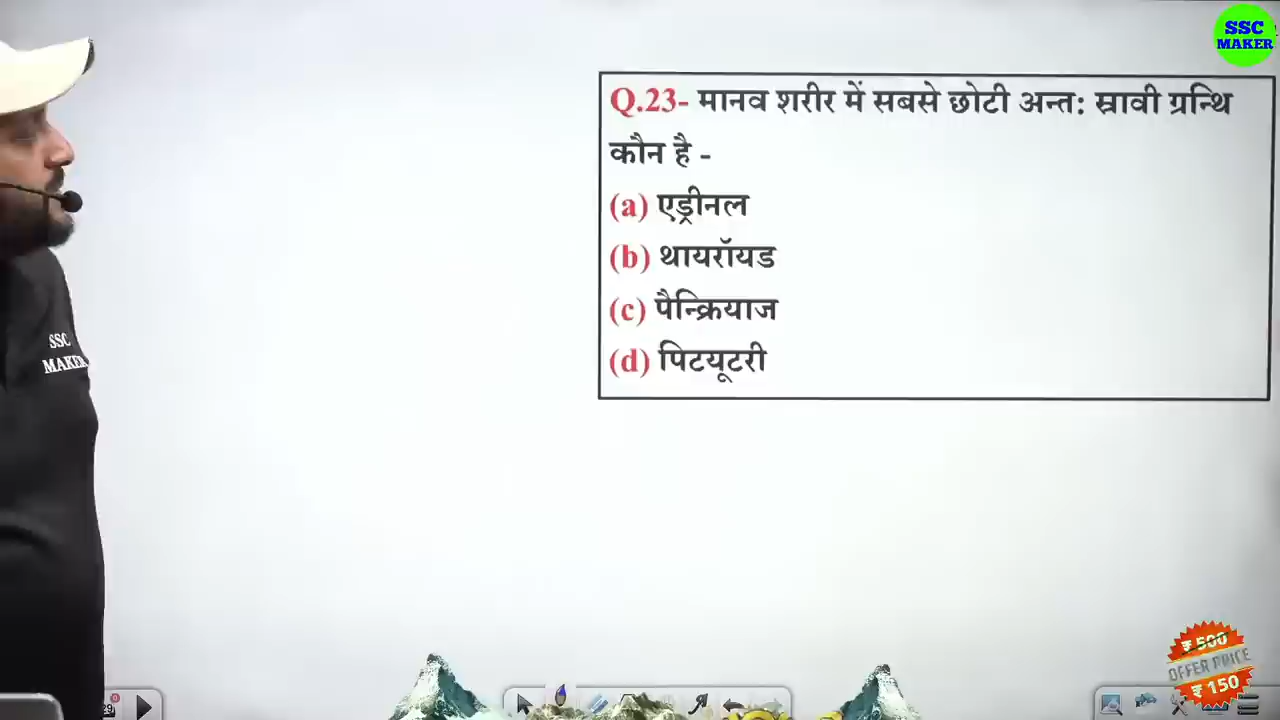 SSC
MAKER
Q.23- मानव शरीर में सबसे छोटी अन्त: स्रावी ग्रन्थि
कौन है -
(a) एड्रीनल
(b) थायरॉयड
(c) पैन्क्रियाज
(d) पिटयूटरी
SSC
MAKER
₹ 500
OFFER PRICE
₹ 150